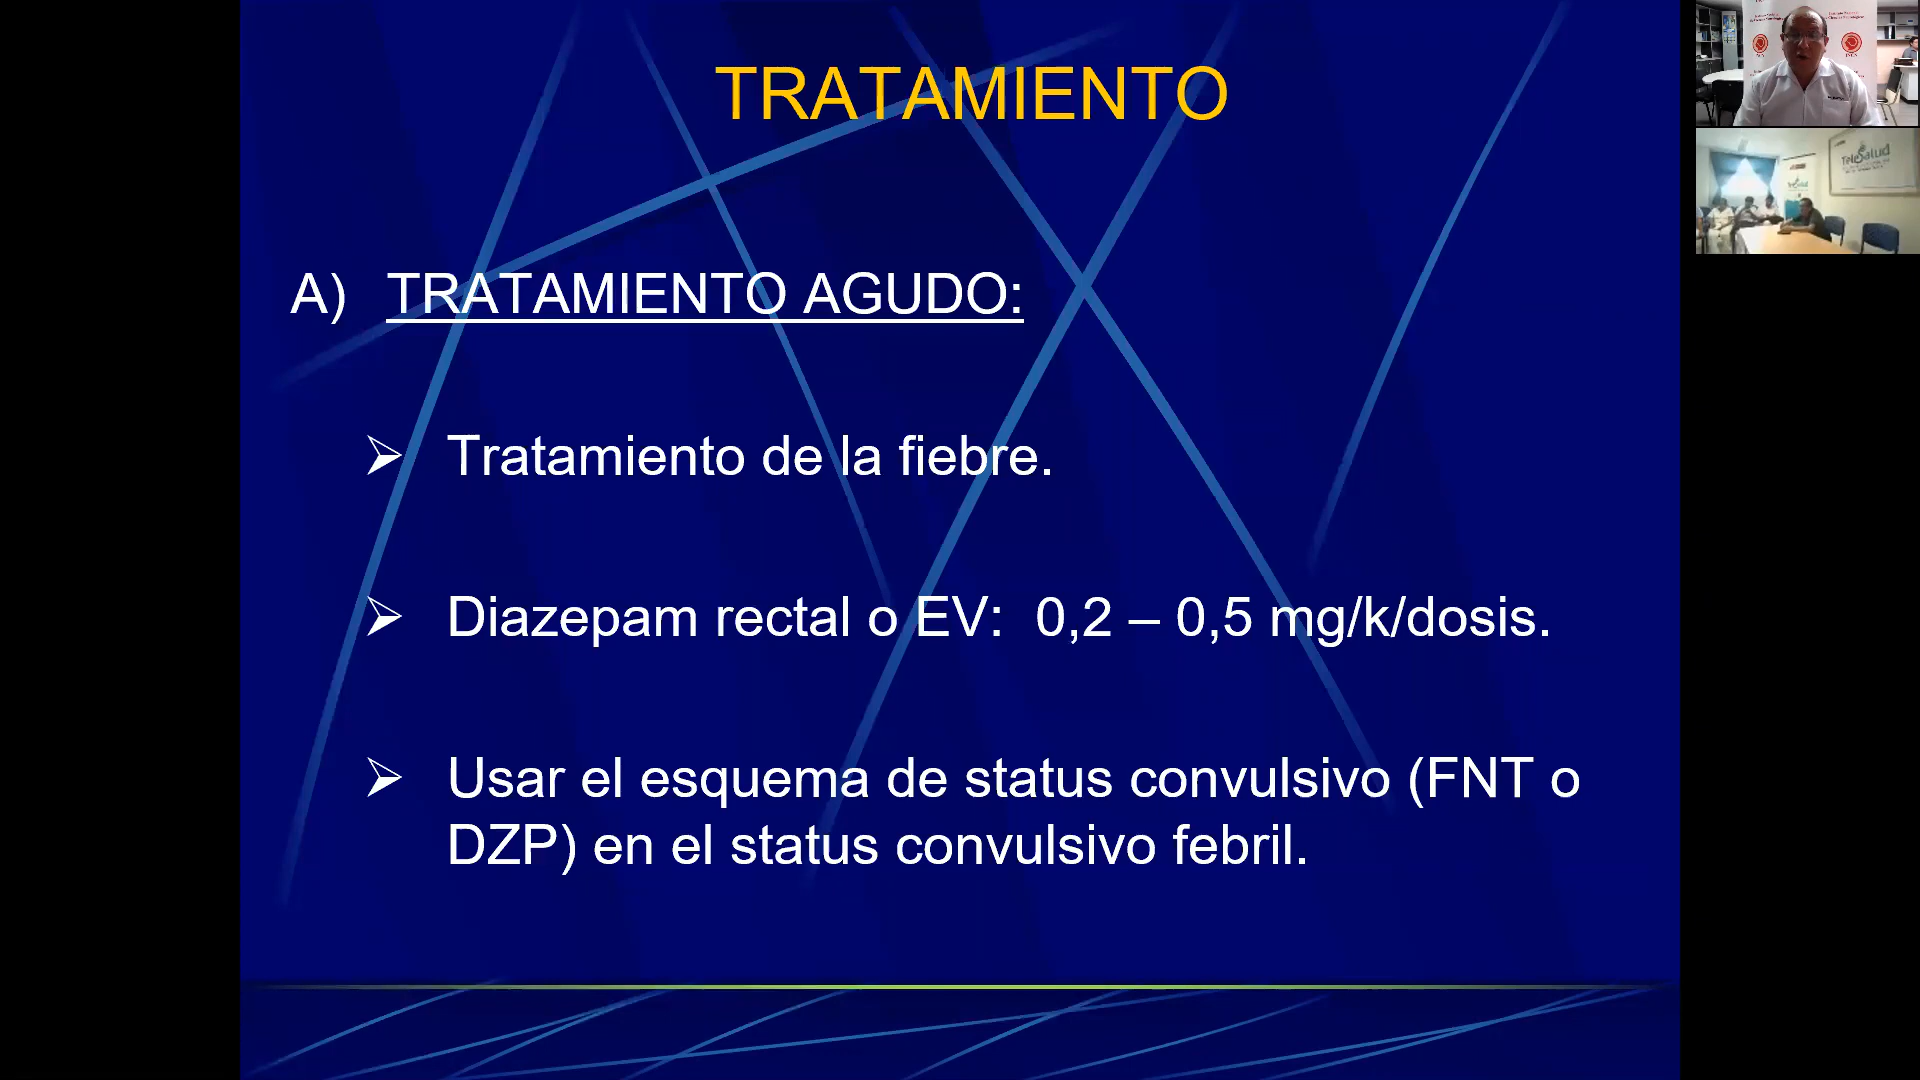 TRATAMIENTO
A) TRATAMIENTO AGUDO:
➢ Tratamiento de la fiebre.
➢ Diazepam rectal o EV: 0,2 – 0,5 mg/k/dosis.
➢ Usar el esquema de status convulsivo (FNT o
DZP) en el status convulsivo febril.
TeleSalud